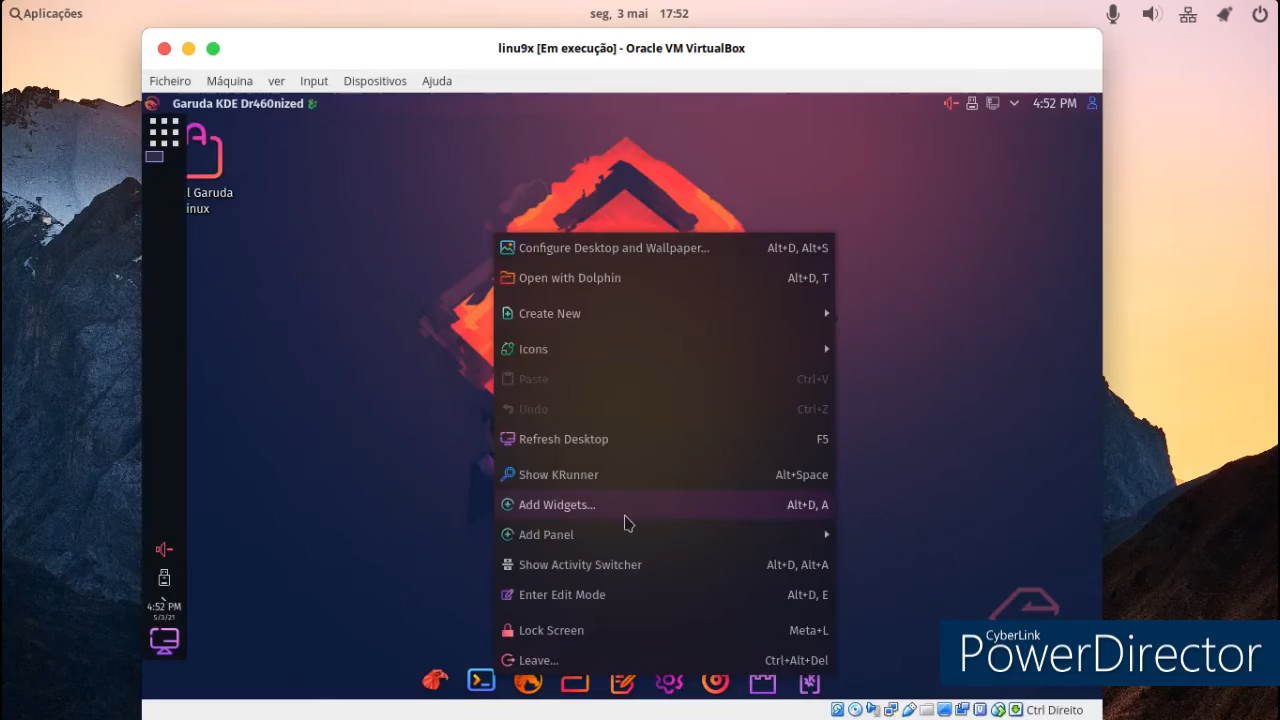 Aplicações
seg, 3 mai 17:52
linu9x [Em execução] - Oracle VM VirtualBox
Ficheiro Máquina ver Input Dispositivos Ajuda
Garuda KDE Dr460nized
4:52 PM
l Garuda
inux
Configure Desktop and Wallpaper... Alt+D, Alt+S
Open with Dolphin Alt+D, T
Create New
Icons
Paste Ctrl+V
Undo Ctrl+Z
Refresh Desktop F5
Show KRunner Alt+Space
Add Widgets... Alt+D, A
Add Panel
Show Activity Switcher Alt+D, Alt+A
Enter Edit Mode Alt+D, E
Lock Screen Meta+L
Leave... Ctrl+Alt+Del
4:52 PM
5/3/21
CyberLink
PowerDirector
Ctrl Direito